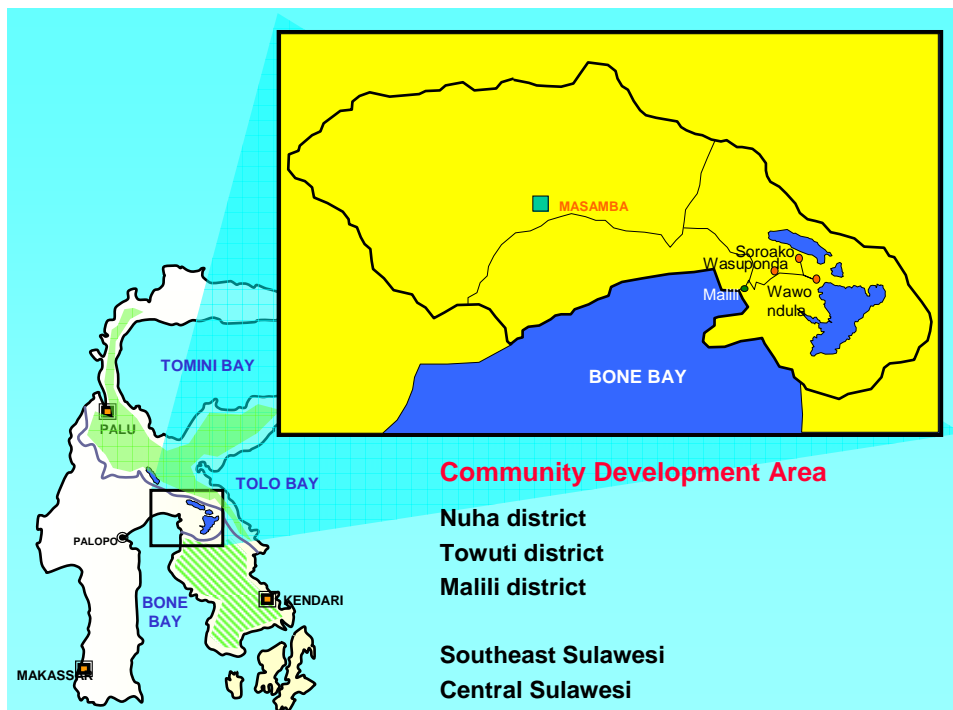 MASAMBA
Soroako
Wasuponda
Malili
Wawo
ndula
BONE BAY
TOMINI BAY
PALU
TOLO BAY
PALOPO
BONE
BAY
KENDARI
MAKASSAR
Community Development Area
Nuha district
Towuti district
Malili district
Southeast Sulawesi
Central Sulawesi